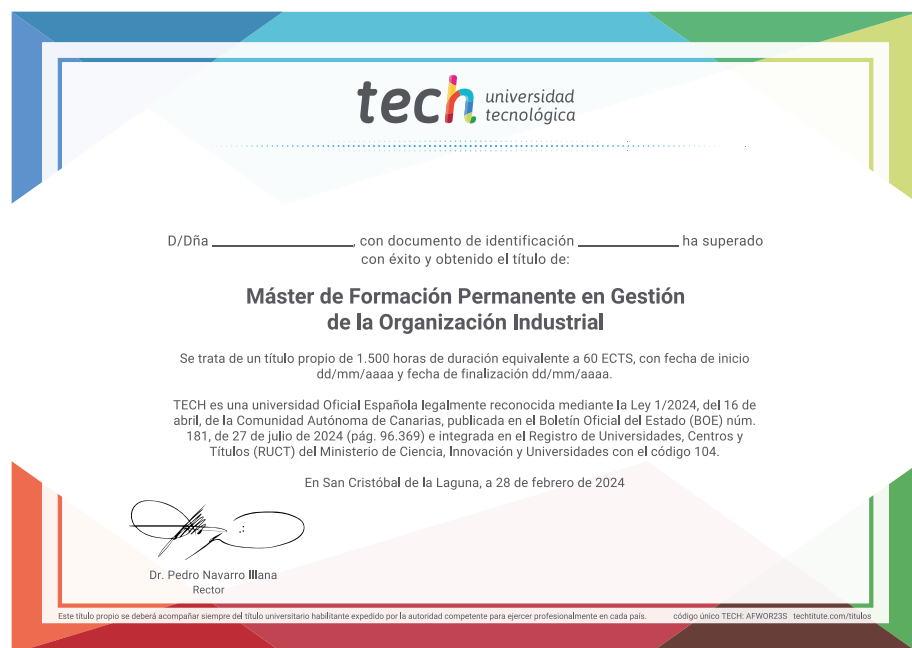 tech universidad
tecnológica
D/Dña ____________________, con documento de identificación ______________ ha superado
con éxito y obtenido el título de:
Máster de Formación Permanente en Gestión
de la Organización Industrial
Se trata de un título propio de 1.500 horas de duración equivalente a 60 ECTS, con fecha de inicio
dd/mm/aaaa y fecha de finalización dd/mm/aaaa.
TECH es una universidad Oficial Española legalmente reconocida mediante la Ley 1/2024, del 16 de
abril, de la Comunidad Autónoma de Canarias, publicada en el Boletín Oficial del Estado (BOE) núm.
181, de 27 de julio de 2024 (pág. 96.369) e integrada en el Registro de Universidades, Centros y
Títulos (RUCT) del Ministerio de Ciencia, Innovación y Universidades con el código 104.
En San Cristóbal de la Laguna, a 28 de febrero de 2024
Dr. Pedro Navarro Illana
Rector
Este título propio se deberá acompañar siempre del título universitario habilitante expedido por la autoridad competente para ejercer profesionalmente en cada país. código único TECH: AFWOR23S techtitute.com/titulos